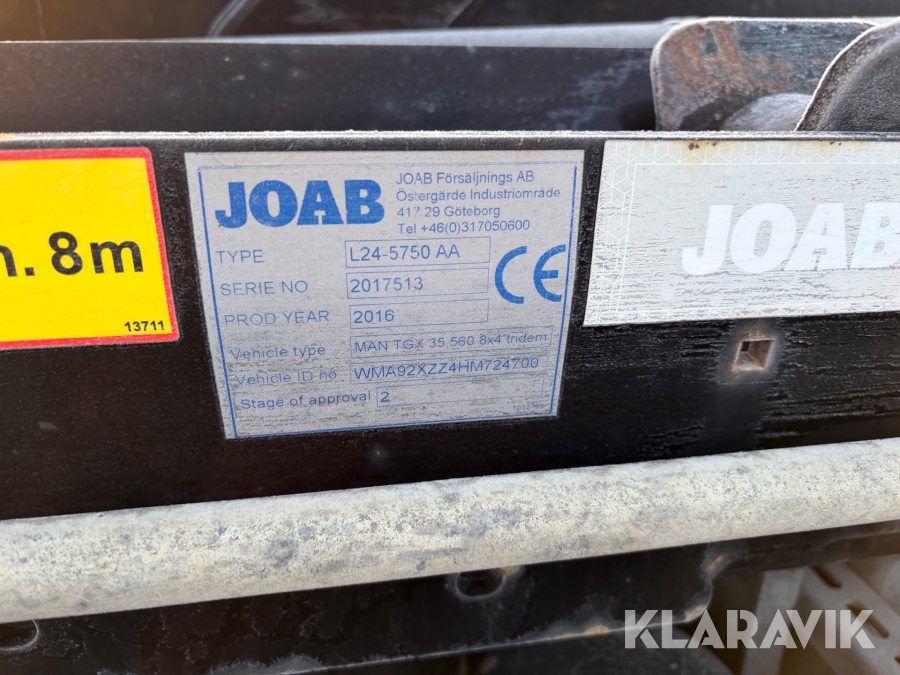 n. 8m
13711
JOAB
JOAB Försäljnings AB
Östergärde Industriområde
417 29 Göteborg
Tel +46(0)317050600
TYPE L24-5750 AA
SERIE NO 2017513
PROD YEAR 2016
CE
Vehicle type MAN TGX 35.560 8x4 tridem
Vehicle ID no WMA92XZZ4HM724700
Stage of approval 2
JOAB
KLARAVIK